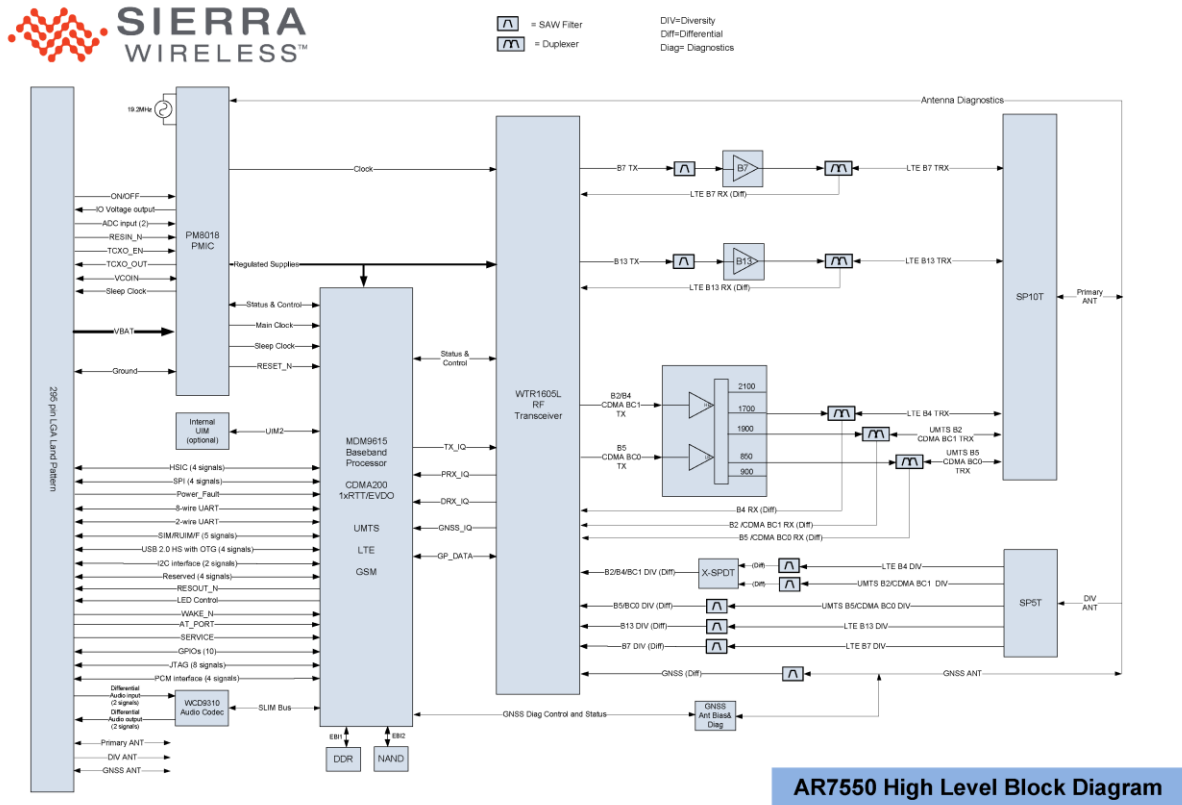 SIERRA
WIRELESS™
= SAW Filter
= Duplexer
DIV=Diversity
Diff=Differential
Diag= Diagnostics
295 pin LGA Land Pattern
19.2MHz
PM8018
PMIC
ON/OFF
IO Voltage output
ADC input (2)
RESIN_N
TCXO_EN
TCXO_OUT
VCOIN
Sleep Clock
VBAT
Ground
Antenna Diagnostics
Clock
Regulated Supplies
Status & Control
Main Clock
Sleep Clock
RESET_N
Internal
UIM
(optional)
UIM2
HSIC (4 signals)
SPI (4 signals)
Power_Fault
8-wire UART
2-wire UART
SIM/RUIM/F (5 signals)
USB 2.0 HS with OTG (4 signals)
I2C interface (2 signals)
Reserved (4 signals)
RESOUT_N
LED Control
WAKE_N
AT_PORT
SERVICE
GPIOs (10)
JTAG (8 signals)
PCM interface (4 signals)
Differential
Audio input
(2 signals)
Differential
Audio output
(2 signals)
WCD9310
Audio Codec
SLIM Bus
Primary ANT
DIV ANT
GNSS ANT
MDM9615
Baseband
Processor
CDMA200
1xRTT/EVDO
UMTS
LTE
GSM
EBI1
EBI2
DDR
NAND
Status &
Control
TX_IQ
PRX_IQ
DRX_IQ
GNSS_IQ
GP_DATA
WTR1605L
RF
Transceiver
B7 TX
B7
LTE B7 TRX
LTE B7 RX (Diff)
B13 TX
B13
LTE B13 TRX
LTE B13 RX (Diff)
B2/B4
CDMA BC1
TX
B5
CDMA BC0
TX
2100
1700
1900
850
900
LTE B4 TRX
UMTS B2
CDMA BC1 TRX
UMTS B5
CDMA BC0
TRX
B4 RX (Diff)
B2 /CDMA BC1 RX (Diff)
B5 /CDMA BC0 RX (Diff)
SP10T
Primary
ANT
B2/B4/BC1 DIV (Diff)
X-SPDT
(Diff)
(Diff)
LTE B4 DIV
UMTS B2/CDMA BC1 DIV
B5/BC0 DIV (Diff)
UMTS B5/CDMA BC0 DIV
B13 DIV (Diff)
LTE B13 DIV
B7 DIV (Diff)
LTE B7 DIV
SP5T
DIV
ANT
GNSS (Diff)
GNSS ANT
GNSS Diag Control and Status
GNSS
Ant Bias&
Diag
AR7550 High Level Block Diagram